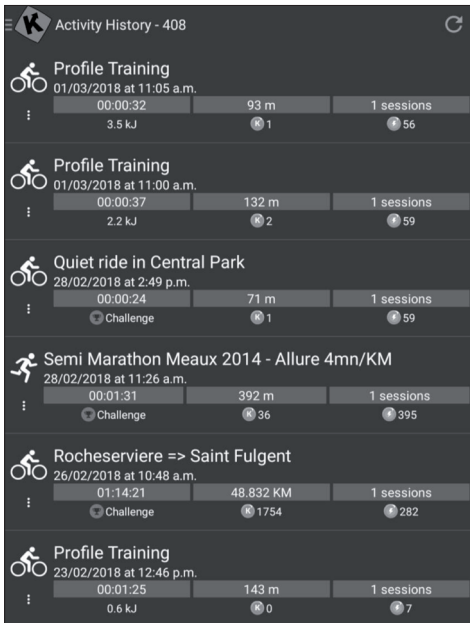 K Activity History - 408
Profile Training
01/03/2018 at 11:05 a.m.
00:00:32 93 m 1 sessions
3.5 kJ K 1 56
Profile Training
01/03/2018 at 11:00 a.m.
00:00:37 132 m 1 sessions
2.2 kJ K 2 59
Quiet ride in Central Park
28/02/2018 at 2:49 p.m.
00:00:24 71 m 1 sessions
Challenge K 1 59
Semi Marathon Meaux 2014 - Allure 4mn/KM
28/02/2018 at 11:26 a.m.
00:01:31 392 m 1 sessions
Challenge K 36 395
Rocheserviere => Saint Fulgent
26/02/2018 at 10:48 a.m.
01:14:21 48.832 KM 1 sessions
Challenge K 1754 282
Profile Training
23/02/2018 at 12:46 p.m.
00:01:25 143 m 1 sessions
0.6 kJ K 0 7